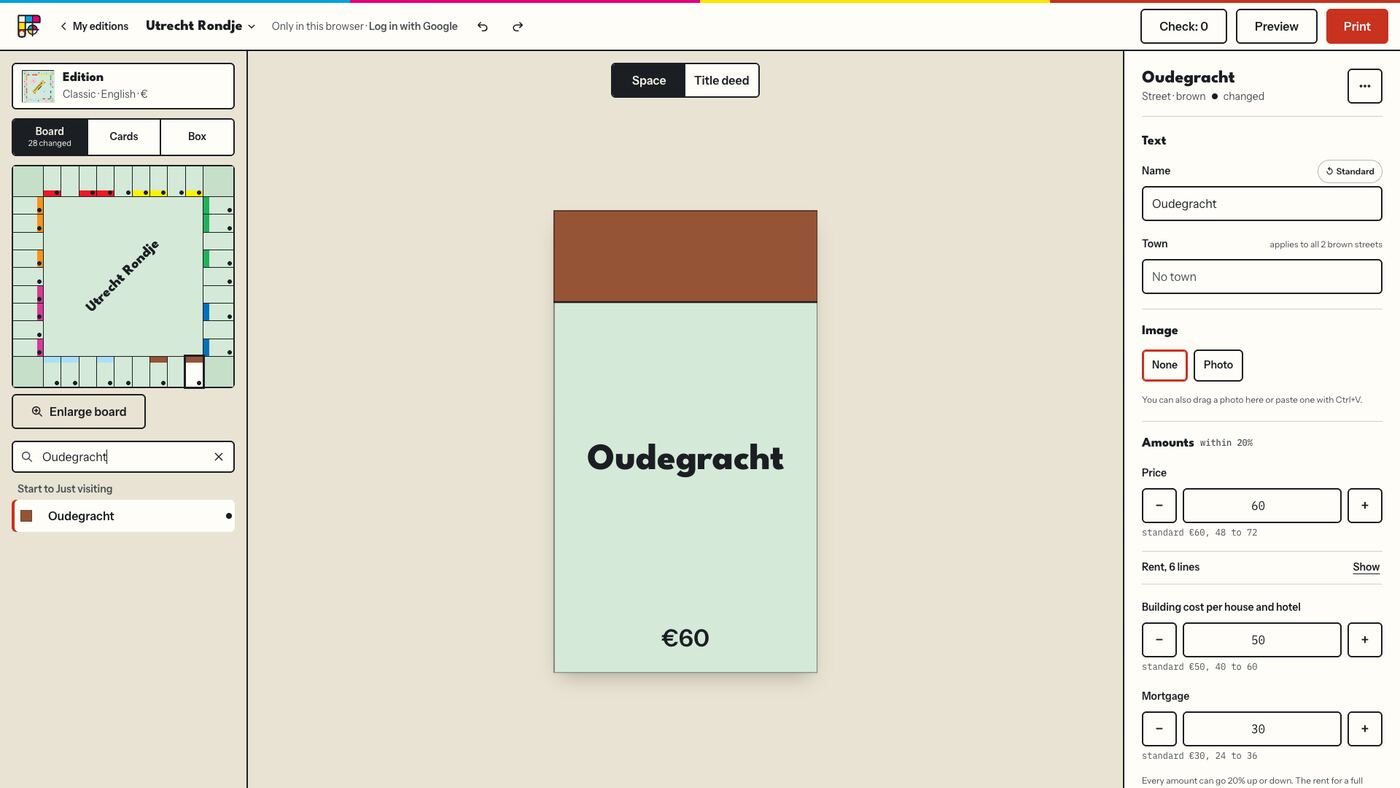 My editions
Utrecht Rondje
Only in this browser · Log in with Google
Check: 0
Preview
Print
Edition
Classic · English · €
Board
28 changed
Cards
Box
Utrecht Rondje
Enlarge board
Oudegracht
Start to Just visiting
Oudegracht
Space
Title deed
Oudegracht
€60
Oudegracht
Street · brown ● changed
Text
Name
Standard
Oudegracht
Town
applies to all 2 brown streets
No town
Image
None
Photo
You can also drag a photo here or paste one with Ctrl+V.
Amounts within 20%
Price
− 60 +
standard €60, 48 to 72
Rent, 6 lines
Show
Building cost per house and hotel
− 50 +
standard €50, 40 to 60
Mortgage
− 30 +
standard €30, 24 to 36
Every amount can go 20% up or down. The rent for a full